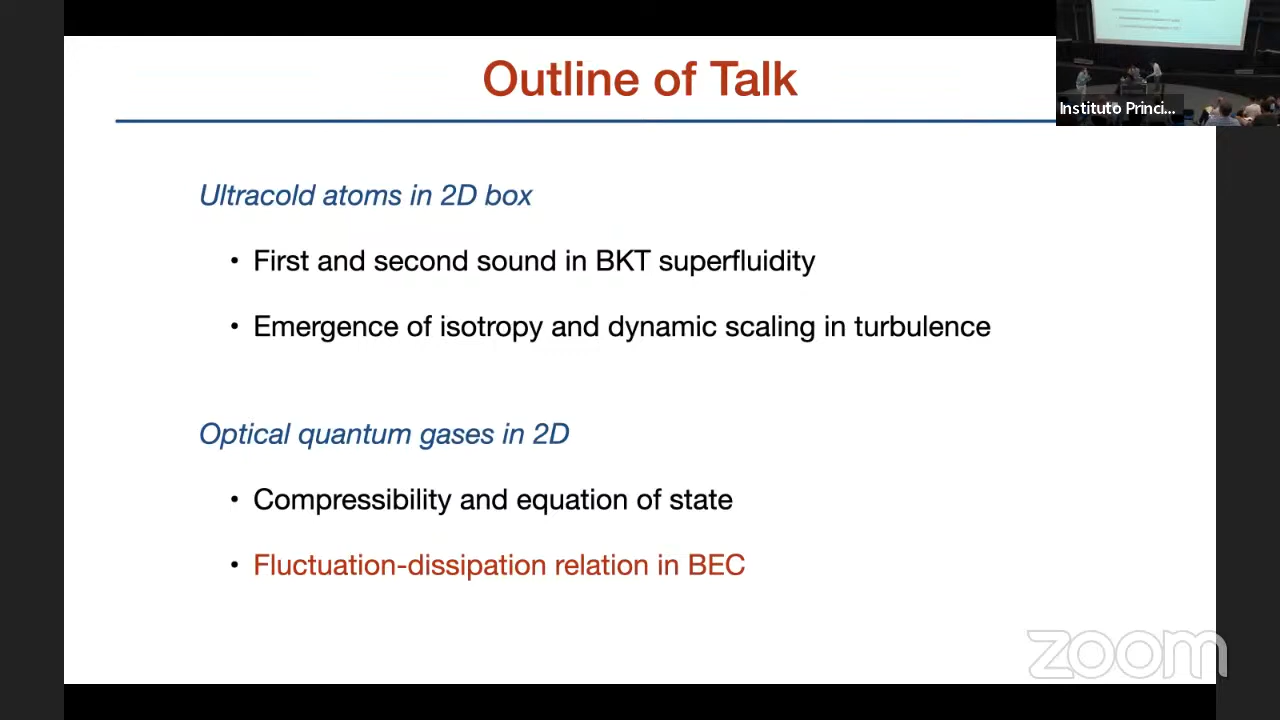 Outline of Talk
Instituto Princi...
Ultracold atoms in 2D box
• First and second sound in BKT superfluidity
• Emergence of isotropy and dynamic scaling in turbulence
Optical quantum gases in 2D
• Compressibility and equation of state
• Fluctuation-dissipation relation in BEC
zoom